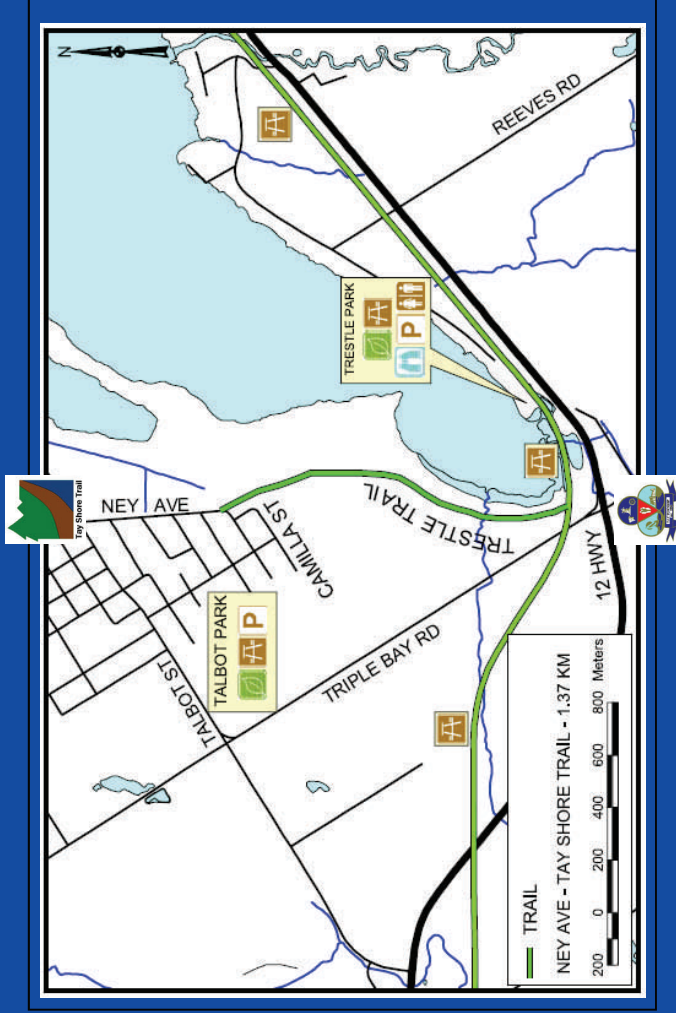 N
REEVES RD
TRESTLE PARK
P
NEY AVE
CAMILLA ST
TRESTLE TRAIL
TALBOT PARK
P
TALBOT ST
TRIPLE BAY RD
12 HWY
TRAIL
NEY AVE - TAY SHORE TRAIL - 1.37 KM
200 0 200 400 600 800 Meters
Tay Shore Trail